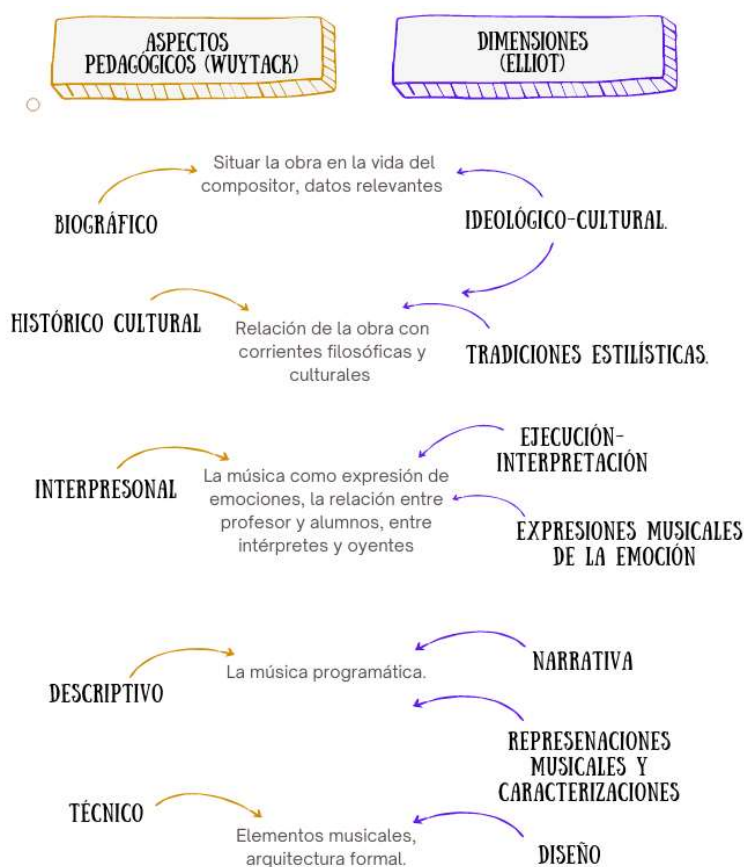 ASPECTOS
PEDAGÓGICOS (WUYTACK)
DIMENSIONES
(ELLIOT)
Situar la obra en la vida del
compositor, datos relevantes
BIOGRÁFICO
IDEOLÓGICO-CULTURAL.
HISTÓRICO CULTURAL
Relación de la obra con
corrientes filosóficas y
culturales
TRADICIONES ESTILÍSTICAS.
EJECUCIÓN-
INTERPRETACIÓN
INTERPRESONAL
La música como expresión de
emociones, la relación entre
profesor y alumnos, entre
intérpretes y oyentes
EXPRESIONES MUSICALES
DE LA EMOCIÓN
DESCRIPTIVO
La música programática.
NARRATIVA
REPRESENACIONES
MUSICALES Y
CARACTERIZACIONES
TÉCNICO
Elementos musicales,
arquitectura formal.
DISEÑO